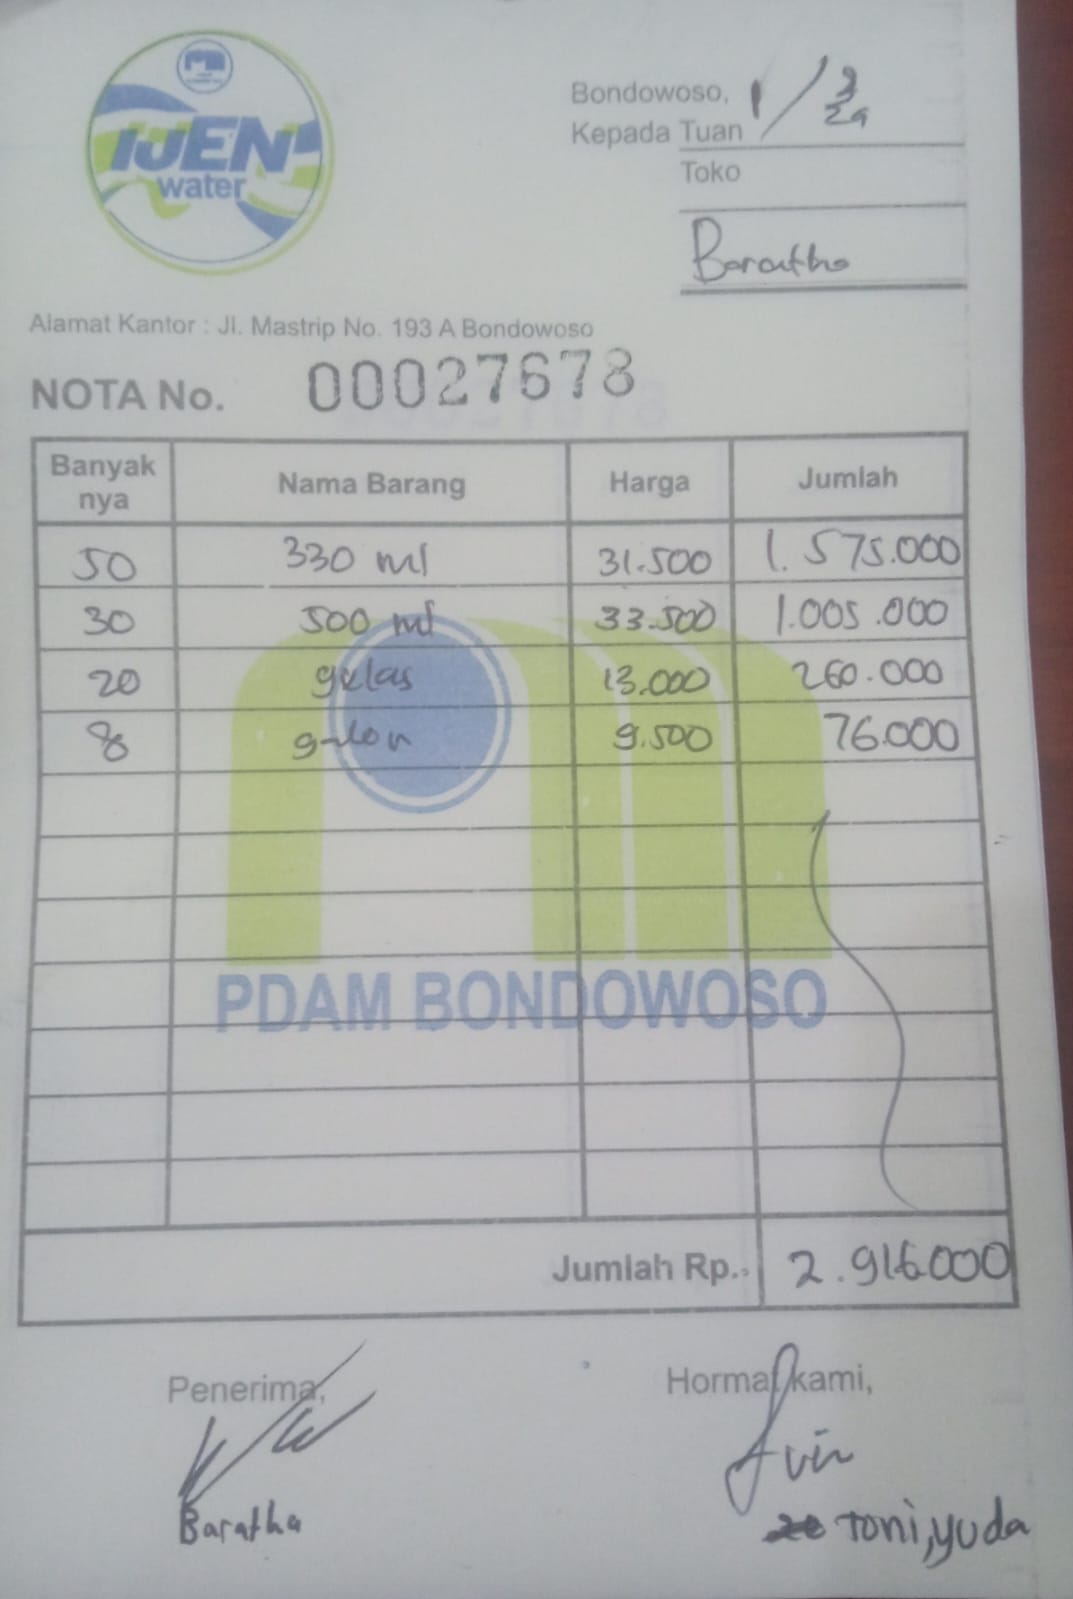 IJEN
water
Bondowoso, 1/3
24
Kepada Tuan
Toko
Baratha
Alamat Kantor : Jl. Mastrip No. 193 A Bondowoso
NOTA No. 00027678
Banyak nya Nama Barang Harga Jumlah
50 330 ml 31.500 1.575.000
30 500 ml 33.500 1.005.000
20 gelas 13.000 260.000
8 galon 9.500 76.000
PDAM BONDOWOSO
Jumlah Rp.. 2.916.000
Penerima, Hormat kami,
Baratha Toni, yuda